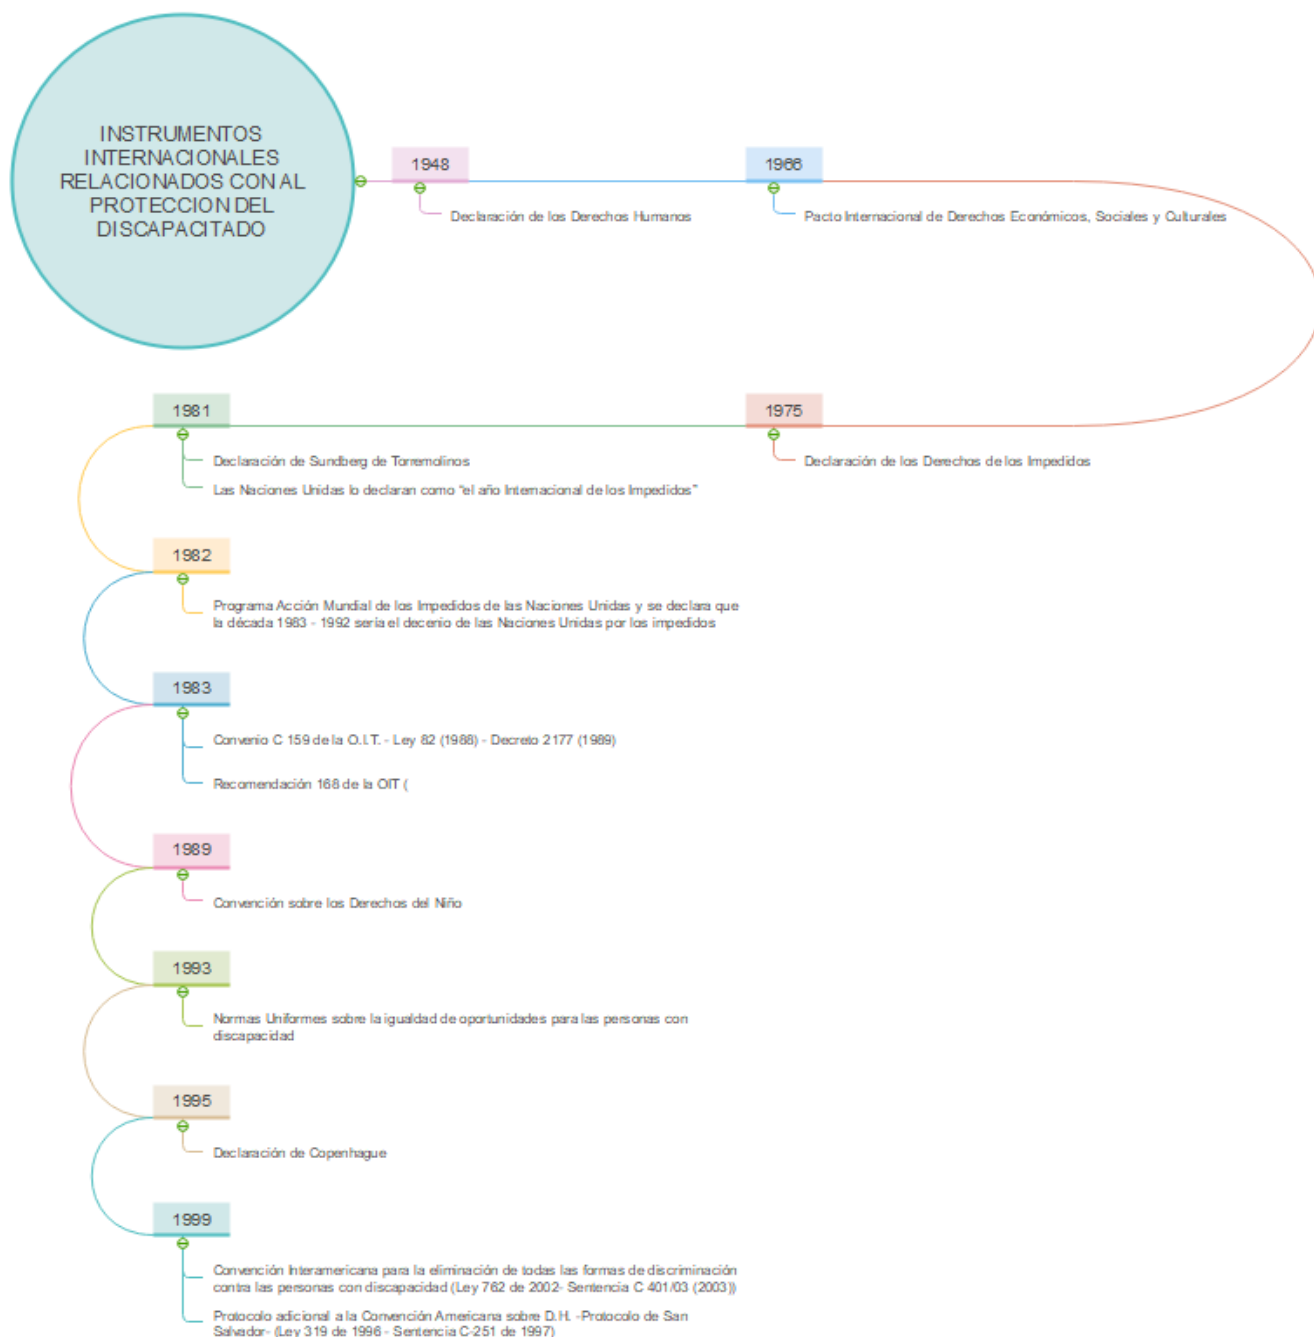 INSTRUMENTOS
INTERNACIONALES
RELACIONADOS CON AL
PROTECCION DEL
DISCAPACITADO
1948
Declaración de los Derechos Humanos
1966
Pacto Internacional de Derechos Económicos, Sociales y Culturales
1975
Declaración de los Derechos de los Impedidos
1981
Declaración de Sundberg de Torremolinos
Las Naciones Unidas lo declaran como "el año Internacional de los Impedidos"
1982
Programa Acción Mundial de los Impedidos de las Naciones Unidas y se declara que
la década 1983 - 1992 sería el decenio de las Naciones Unidas por los impedidos
1983
Convenio C 159 de la O.I.T. - Ley 82 (1988) - Decreto 2177 (1989)
Recomendación 168 de la OIT (
1989
Convención sobre los Derechos del Niño
1993
Normas Uniformes sobre la igualdad de oportunidades para las personas con
discapacidad
1995
Declaración de Copenhague
1999
Convención Interamericana para la eliminación de todas las formas de discriminación
contra las personas con discapacidad (Ley 762 de 2002- Sentencia C 401/03 (2003))
Protocolo adicional a la Convención Americana sobre D.H. -Protocolo de San
Salvador- (Ley 319 de 1996 - Sentencia C-251 de 1997)